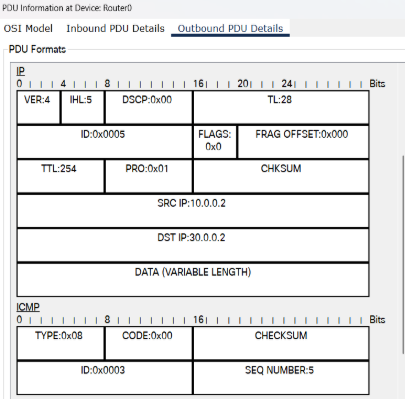 PDU Information at Device: Router0
OSI Model Inbound PDU Details Outbound PDU Details
PDU Formats
IP
0 4 8 16 20 24 Bits
VER:4 IHL:5 DSCP:0x00 TL:28
ID:0x0005 FLAGS: 0x0 FRAG OFFSET:0x000
TTL:254 PRO:0x01 CHKSUM
SRC IP:10.0.0.2
DST IP:30.0.0.2
DATA (VARIABLE LENGTH)
ICMP
0 8 16 Bits
TYPE:0x08 CODE:0x00 CHECKSUM
ID:0x0003 SEQ NUMBER:5